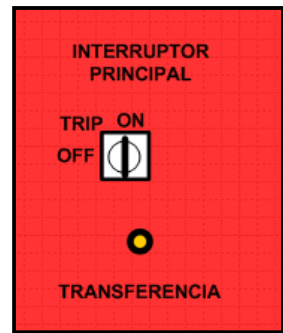 INTERRUPTOR
PRINCIPAL
TRIP ON
OFF
TRANSFERENCIA